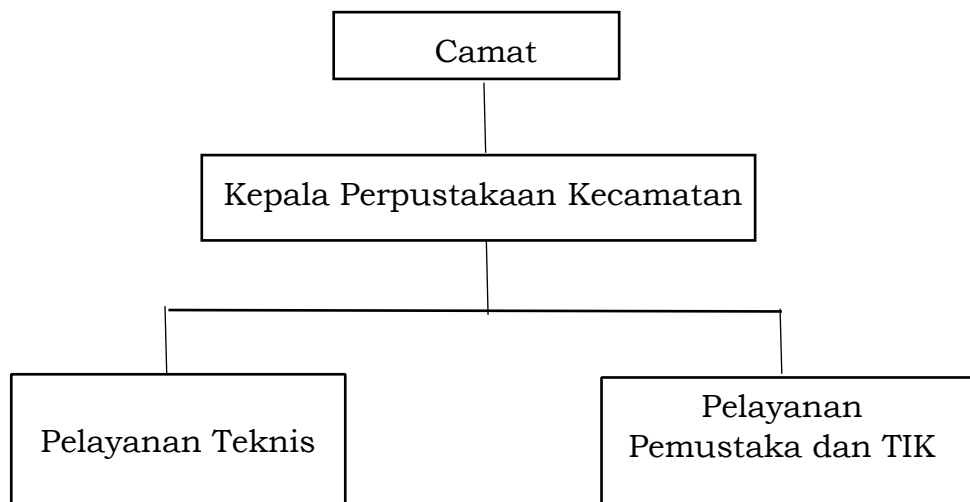 Camat
Kepala Perpustakaan Kecamatan
Pelayanan Teknis
Pelayanan
Pemustaka dan TIK